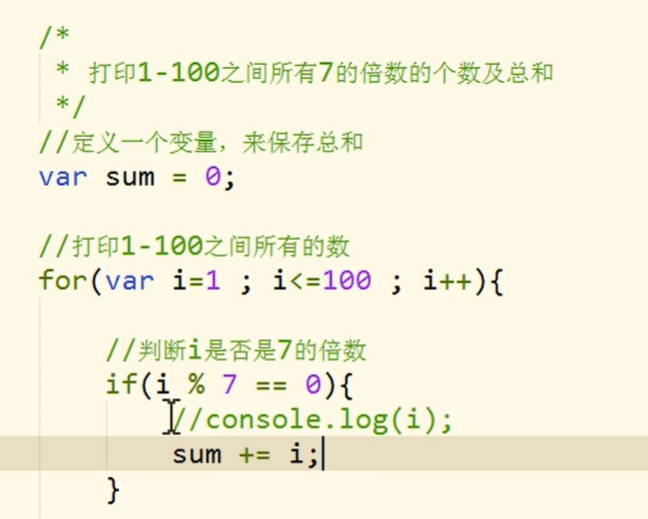 /*
 * 打印1-100之间所有7的倍数的个数及总和
 */
//定义一个变量，来保存总和
var sum = 0;
//打印1-100之间所有的数
for(var i=1 ; i<=100 ; i++){
//判断i是否是7的倍数
if(i % 7 == 0){
//console.log(i);
sum += i;
}